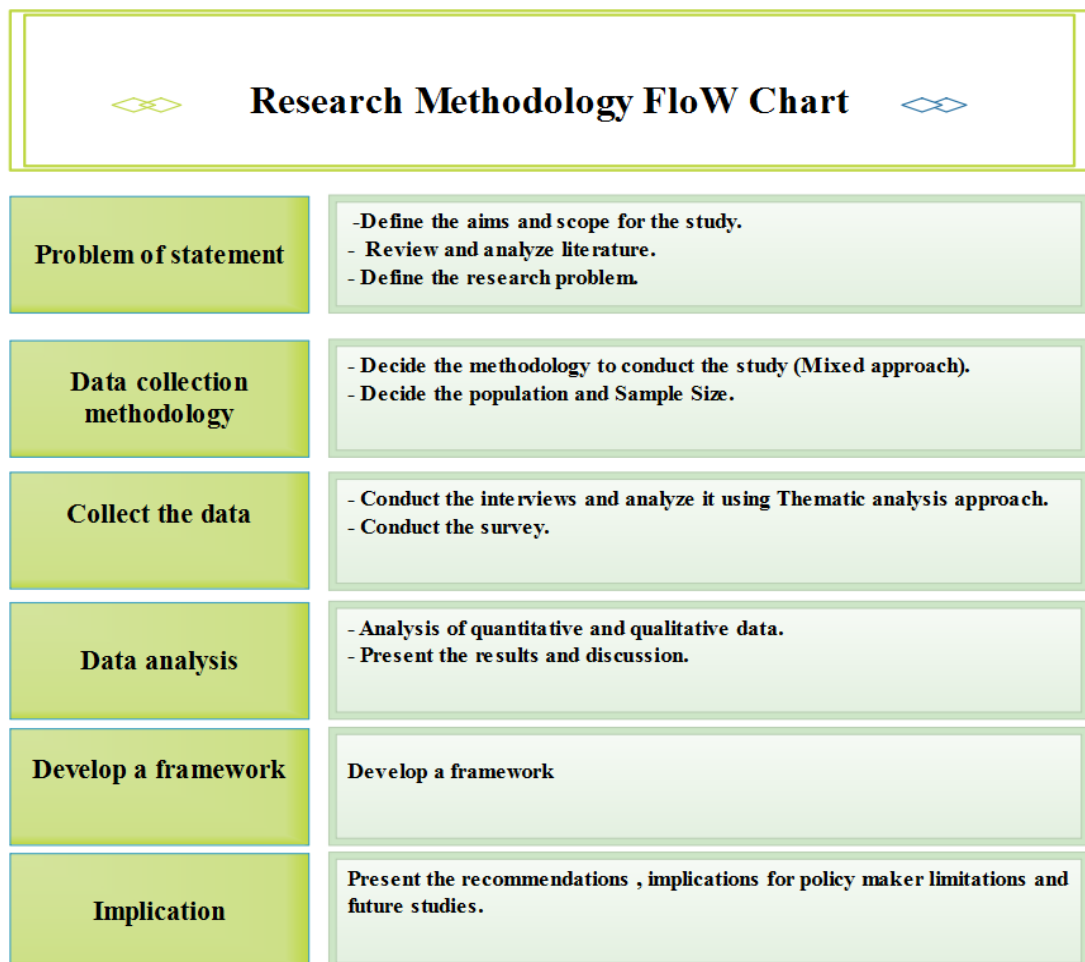 Research Methodology FloW Chart
Problem of statement
-Define the aims and scope for the study.
- Review and analyze literature.
- Define the research problem.
Data collection
methodology
- Decide the methodology to conduct the study (Mixed approach).
- Decide the population and Sample Size.
Collect the data
- Conduct the interviews and analyze it using Thematic analysis approach.
- Conduct the survey.
Data analysis
- Analysis of quantitative and qualitative data.
- Present the results and discussion.
Develop a framework
Develop a framework
Implication
Present the recommendations , implications for policy maker limitations and
future studies.